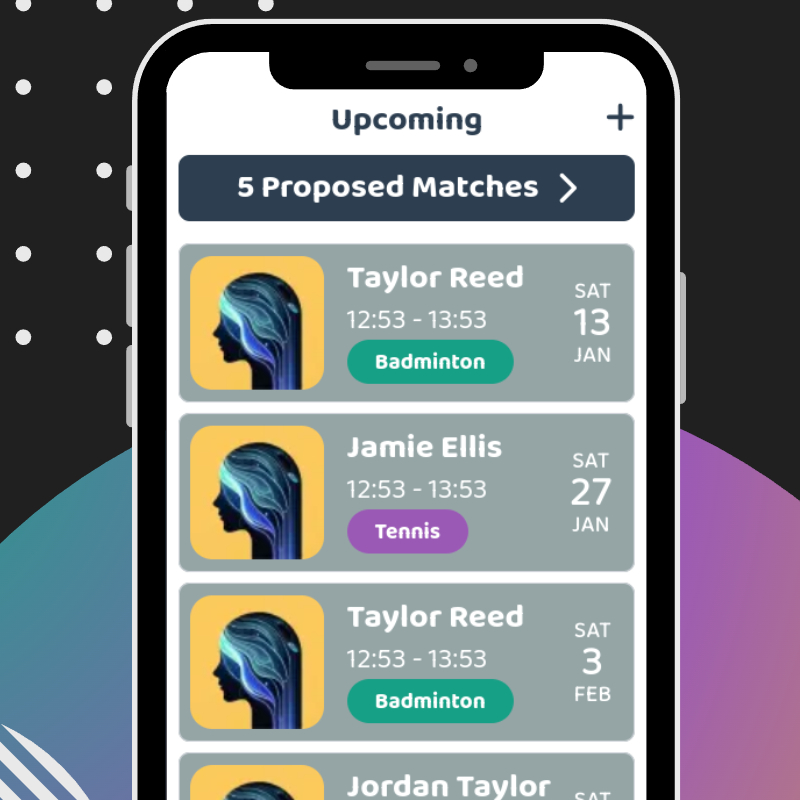 Upcoming +
5 Proposed Matches
Taylor Reed
12:53 - 13:53
Badminton
SAT
13
JAN
Jamie Ellis
12:53 - 13:53
Tennis
SAT
27
JAN
Taylor Reed
12:53 - 13:53
Badminton
SAT
3
FEB
Jordan Taylor
SAT